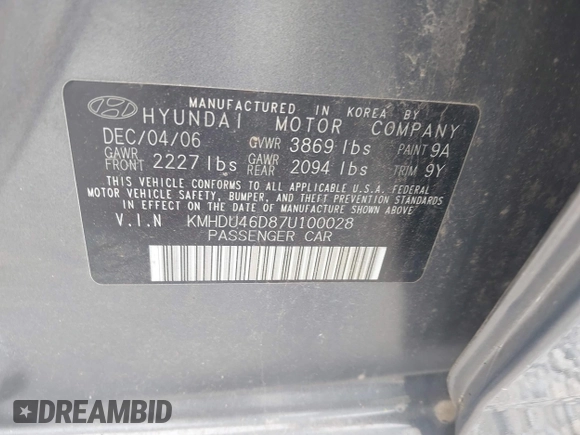 MANUFACTURED IN KOREA BY
HYUNDAI MOTOR COMPANY
DEC/04/06 GVWR 3869 lbs PAINT 9A
GAWR FRONT 2227 lbs GAWR REAR 2094 lbs TRIM 9Y
THIS VEHICLE CONFORMS TO ALL APPLICABLE U.S.A. FEDERAL
MOTOR VEHICLE SAFETY, BUMPER, AND THEFT PREVENTION STANDARDS
IN EFFECT ON THE DATE OF MANUFACTURE SHOWN ABOVE
V.I.N KMHDU46D87U100028
PASSENGER CAR
DREAMBID